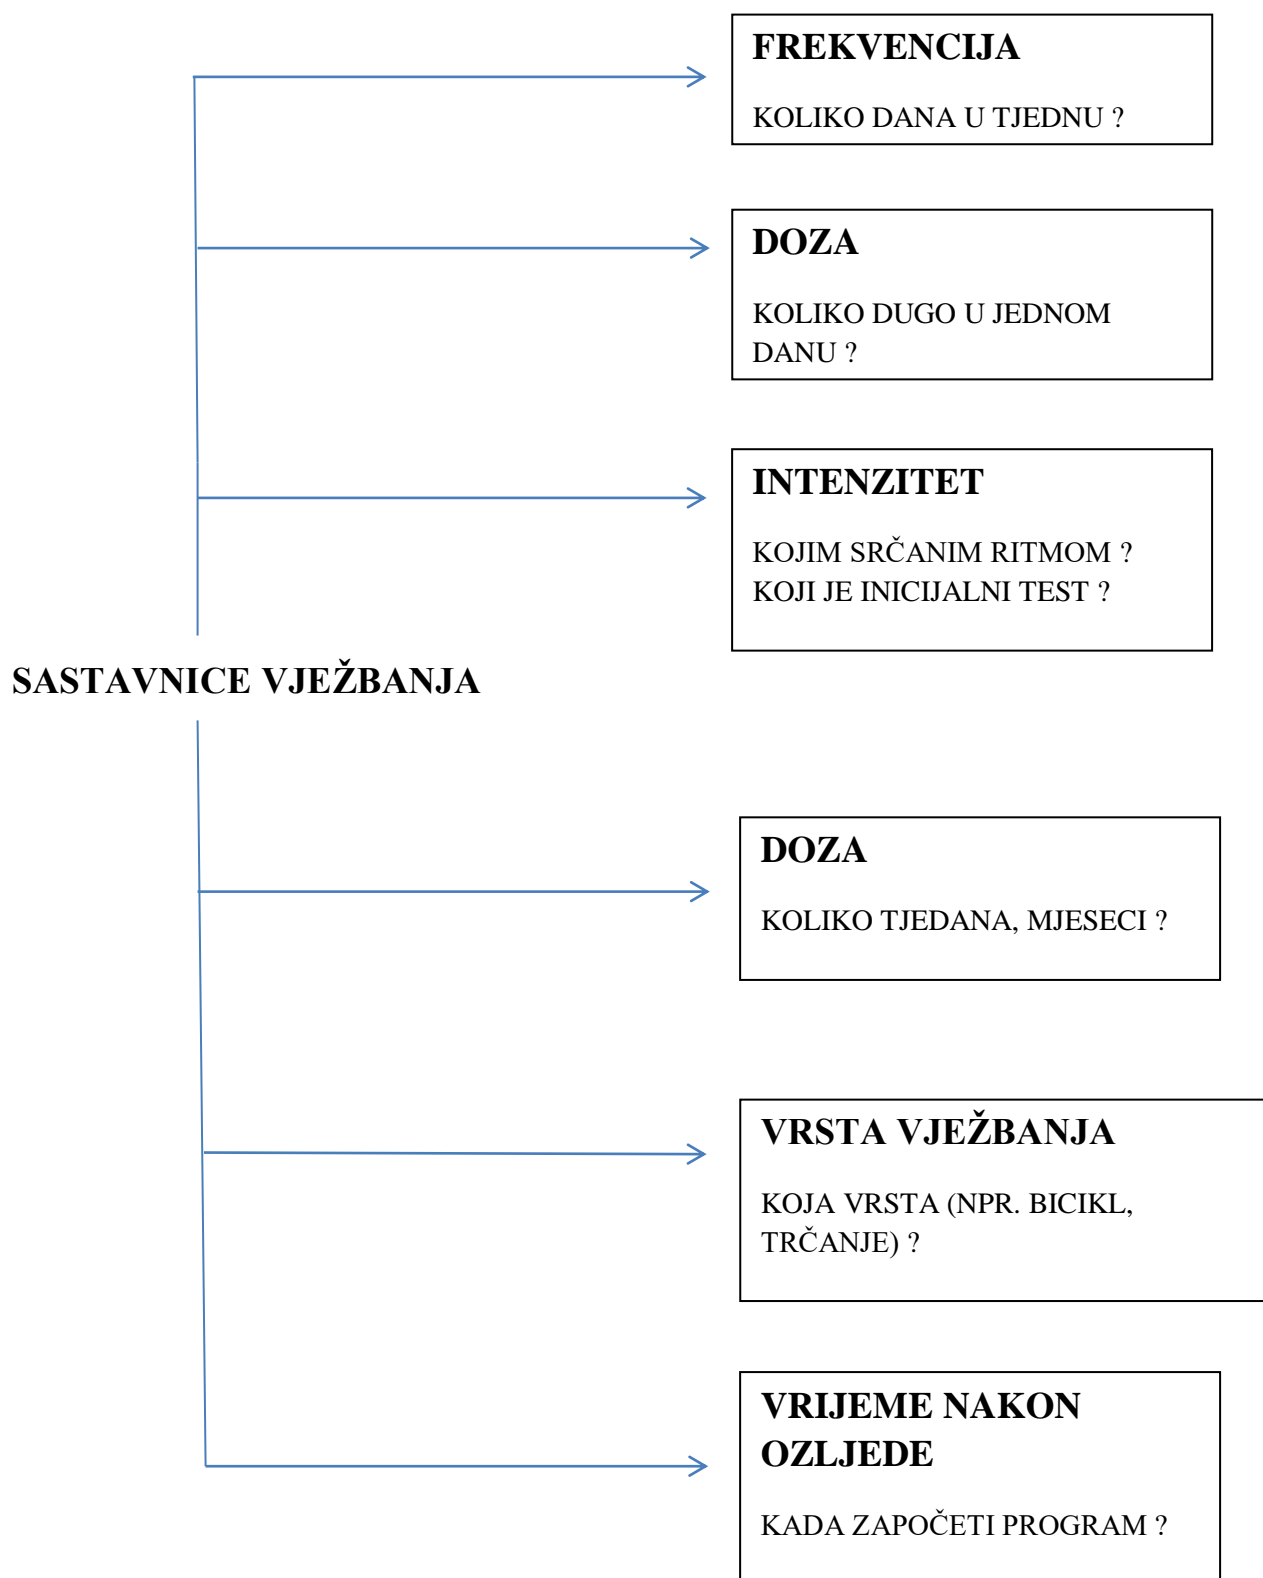 FREKVENCIJA
KOLIKO DANA U TJEDNU ?
DOZA
KOLIKO DUGO U JEDNOM
DANU ?
INTENZITET
KOJIM SRČANIM RITMOM ?
KOJI JE INICIJALNI TEST ?
SASTAVNICE VJEŽBANJA
DOZA
KOLIKO TJEDANA, MJESECI ?
VRSTA VJEŽBANJA
KOJA VRSTA (NPR. BICIKL,
TRČANJE) ?
VRIJEME NAKON
OZLJEDE
KADA ZAPOČETI PROGRAM ?